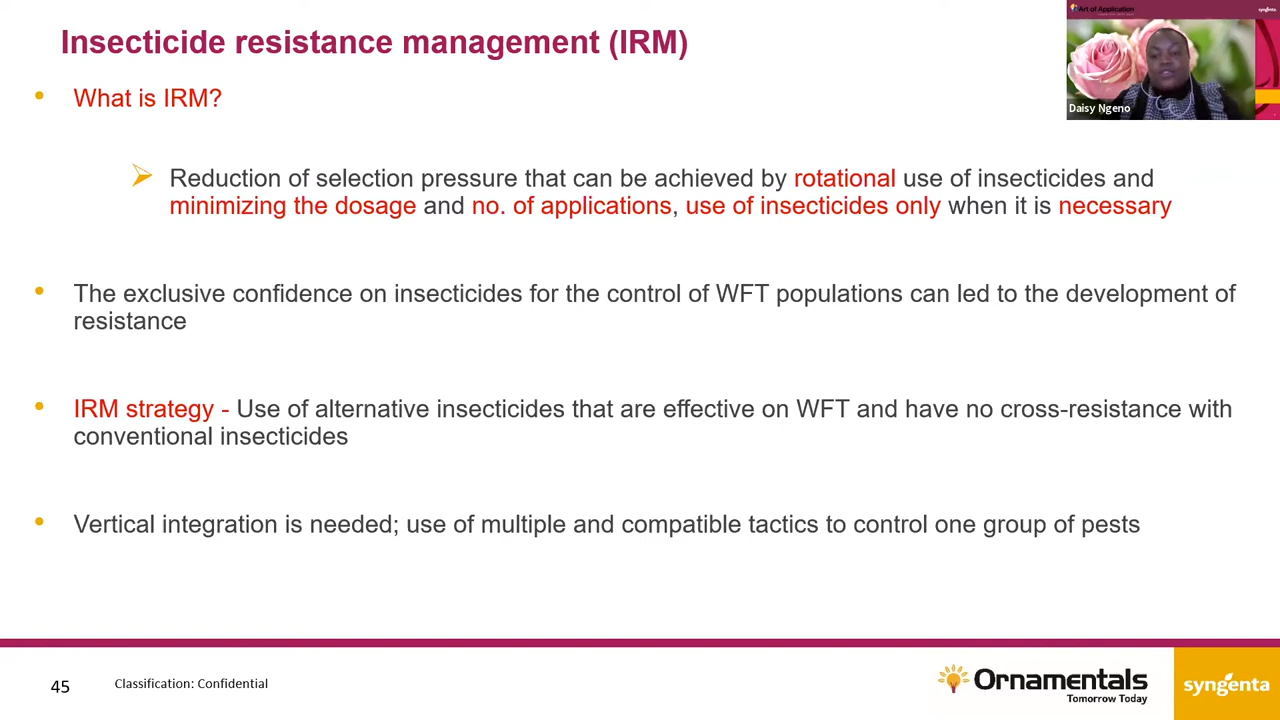 Insecticide resistance management (IRM)
Art of Application
syngenta
Daisy Ngeno
• What is IRM?
➢ Reduction of selection pressure that can be achieved by rotational use of insecticides and
minimizing the dosage and no. of applications, use of insecticides only when it is necessary
• The exclusive confidence on insecticides for the control of WFT populations can led to the development of
resistance
• IRM strategy - Use of alternative insecticides that are effective on WFT and have no cross-resistance with
conventional insecticides
• Vertical integration is needed; use of multiple and compatible tactics to control one group of pests
45
Classification: Confidential
Ornamentals
Tomorrow Today
syngenta